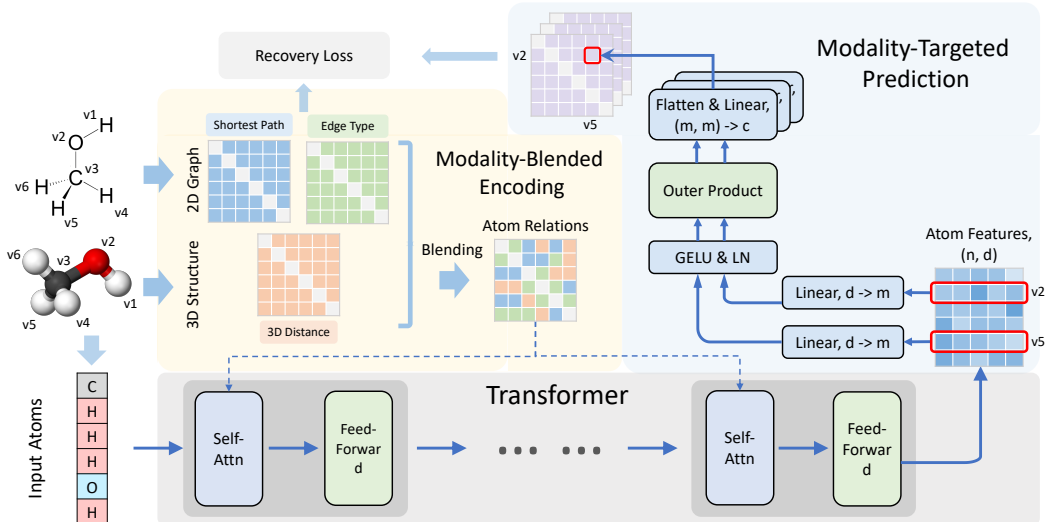 Recovery Loss
v2
v5
Modality-Targeted
Prediction
Flatten & Linear,
(m, m) -> c
Outer Product
GELU & LN
Linear, d -> m
Linear, d -> m
Atom Features,
(n, d)
v2
v5
v1
H
v2
O
v3
C
v6
H
H
H
v5
v4
v2
v6
v3
v1
v5
v4
2D Graph
3D Structure
Shortest Path
Edge Type
3D Distance
Modality-Blended
Encoding
Blending
Atom Relations
Input Atoms
C
H
H
H
O
H
Transformer
Self-
Attn
Feed-
Forwar
d
... ...
Self-
Attn
Feed-
Forwar
d